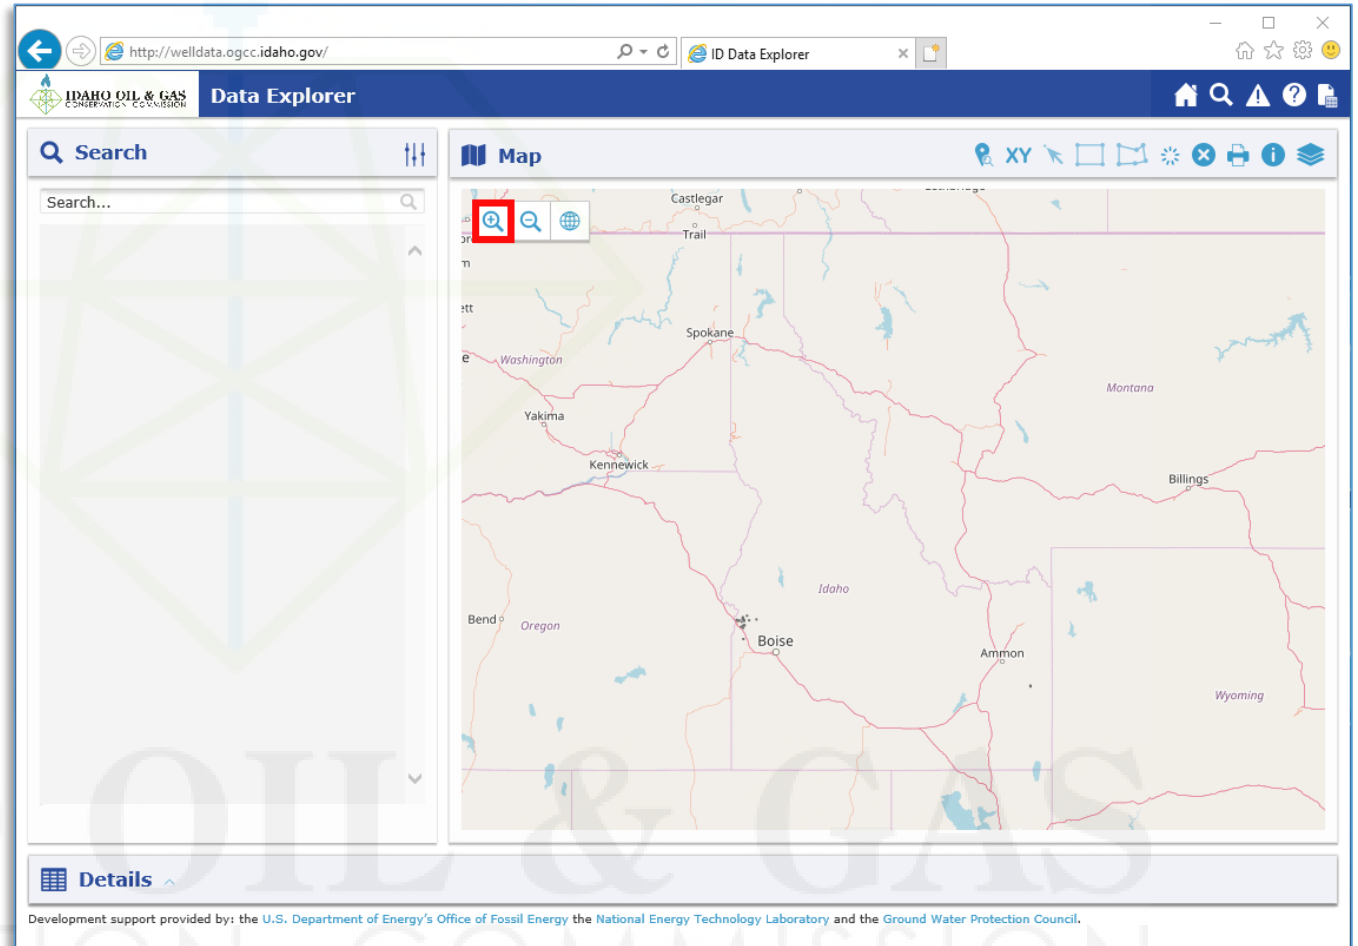 http://welldata.ogcc.idaho.gov/
ID Data Explorer
IDAHO OIL & GAS
CONSERVATION COMMISSION
Data Explorer
Search
Map
XY
Search...
Castlegar
Trail
m
ett
Spokane
e
Washington
Montana
Yakima
Kennewick
Billings
Idaho
Bend
Oregon
Boise
Ammon
Wyoming
OIL & GAS
Details
Development support provided by: the U.S. Department of Energy's Office of Fossil Energy the National Energy Technology Laboratory and the Ground Water Protection Council.